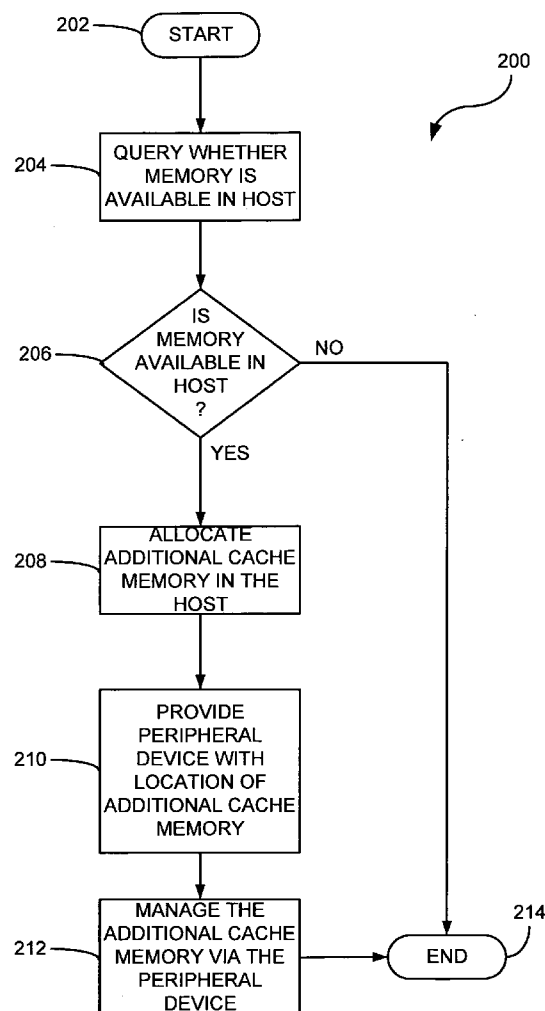 202
START
200
204
QUERY WHETHER
MEMORY IS
AVAILABLE IN HOST
206
IS
MEMORY
AVAILABLE IN
HOST
?
NO
YES
208
ALLOCATE
ADDITIONAL CACHE
MEMORY IN THE
HOST
210
PROVIDE
PERIPHERAL
DEVICE WITH
LOCATION OF
ADDITIONAL CACHE
MEMORY
212
MANAGE THE
ADDITIONAL CACHE
MEMORY VIA THE
PERIPHERAL
DEVICE
END
214